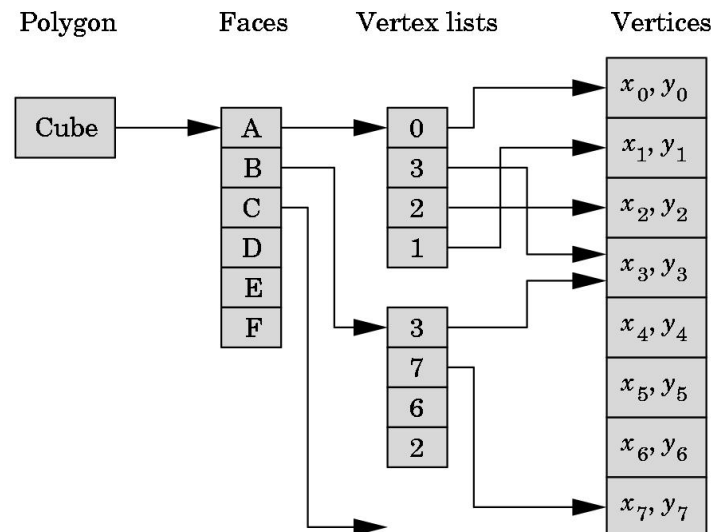 Polygon Faces Vertex lists Vertices
Cube
A
B
C
D
E
F
0
3
2
1
3
7
6
2
x₀, y₀
x₁, y₁
x₂, y₂
x₃, y₃
x₄, y₄
x₅, y₅
x₆, y₆
x₇, y₇